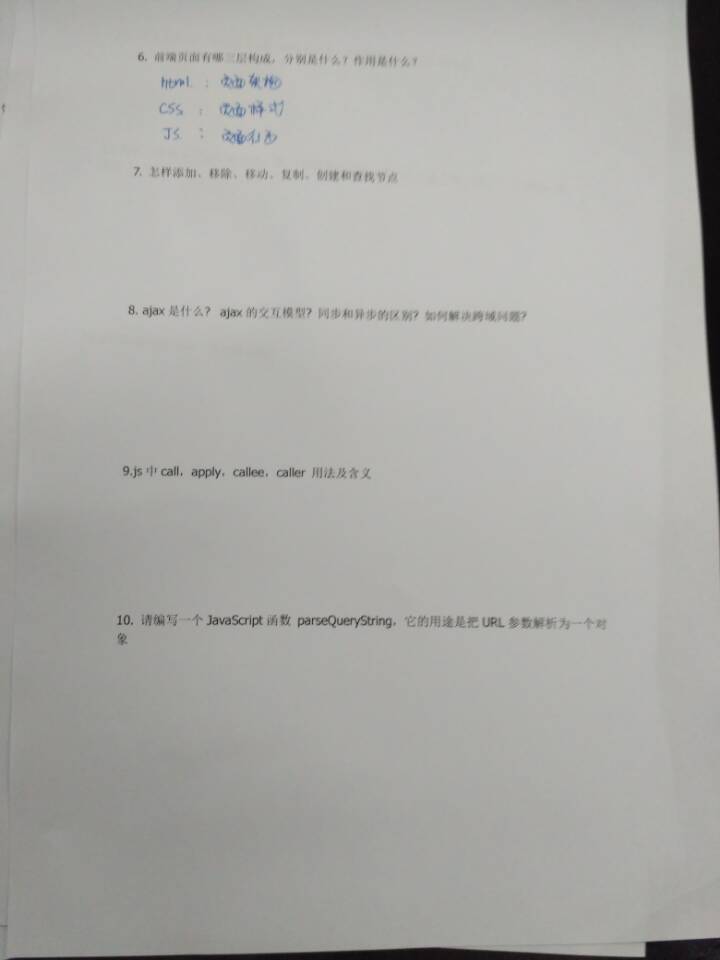 6. 前端页面有哪三层构成，分别是什么？作用是什么？
html : 页面架构
CSS : 页面样式
JS : 页面行为
7. 怎样添加、移除、移动、复制、创建和查找节点
8. ajax 是什么？ ajax 的交互模型？同步和异步的区别？如何解决跨域问题？
9.js 中 call，apply，callee，caller 用法及含义
10. 请编写一个 JavaScript 函数 parseQueryString，它的用途是把 URL 参数解析为一个对
象